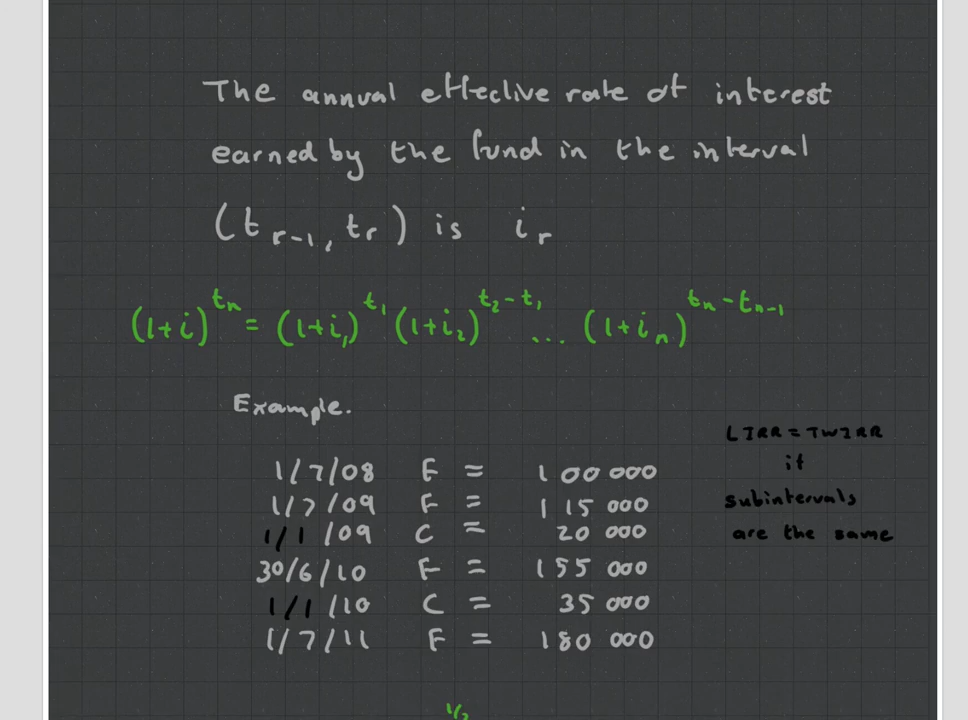 The annual effective rate of interest
earned by the fund in the interval
(t_{r-1}, t_r) is i_r
(1+i)^{t_n} = (1+i_1)^{t_1} (1+i_2)^{t_2-t_1} ... (1+i_n)^{t_n-t_{n-1}}
Example.
1/7/08 F = 100 000
1/7/09 F = 115 000
1/1/09 C = 20 000
30/6/10 F = 155 000
1/1/10 C = 35 000
1/7/11 F = 180 000
LIRR = TWIRR
if
subintervals
are the same
1/3